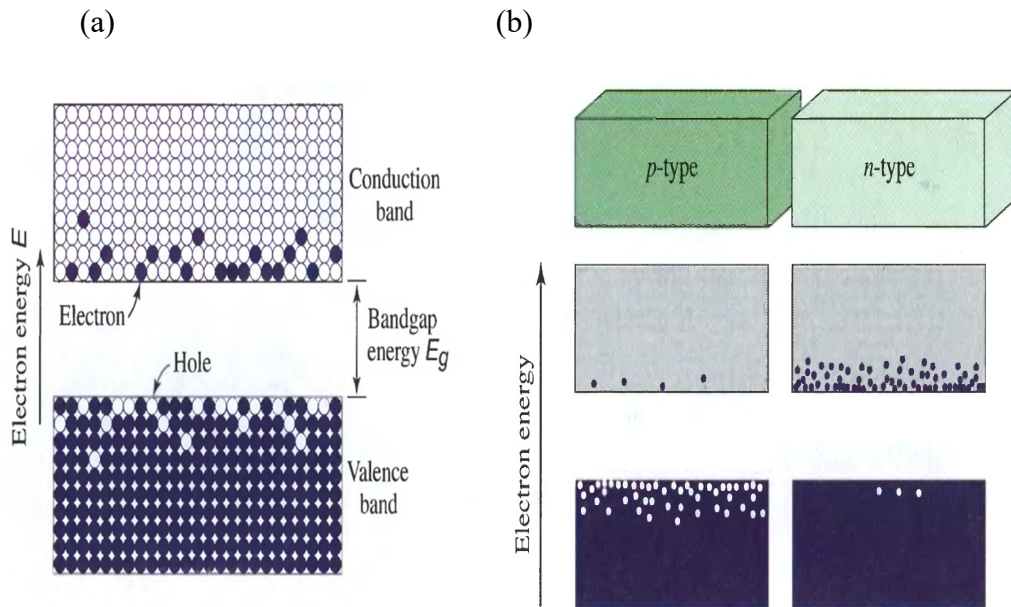 (a)
(b)
Conduction
band
Electron energy E
Electron
Bandgap
energy Eg
Hole
Valence
band
p-type
n-type
Electron energy